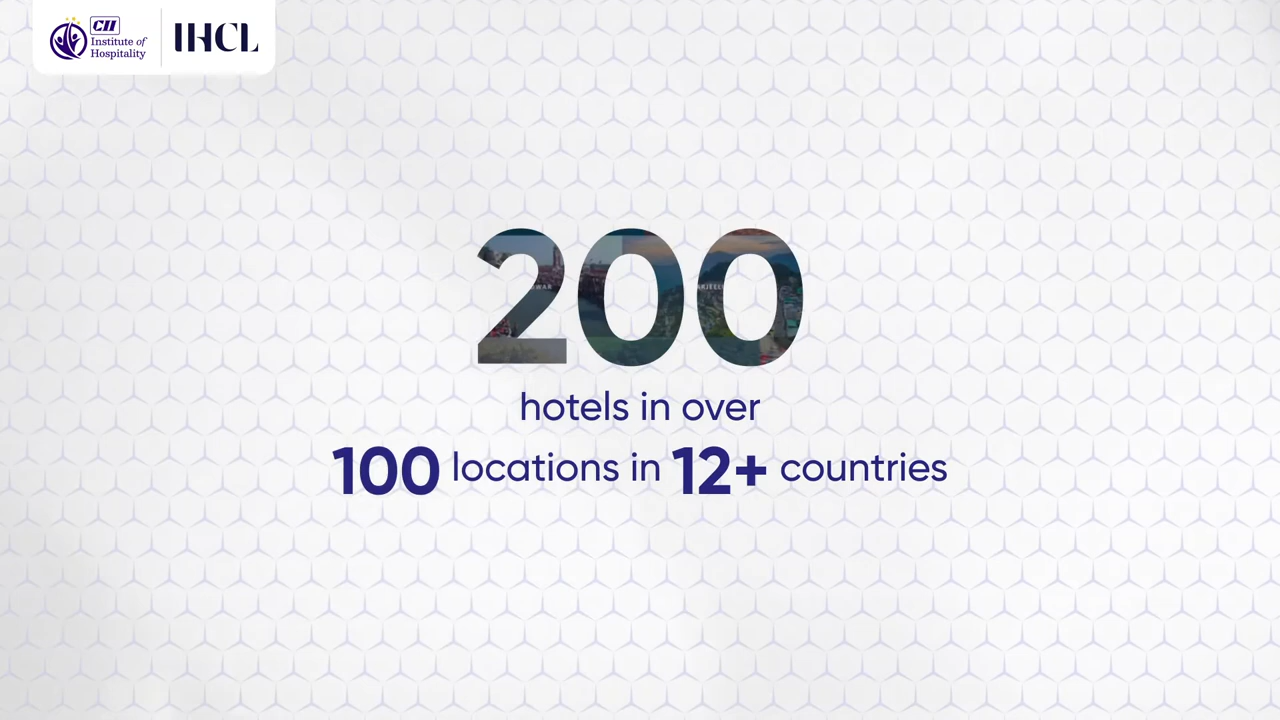 CII
Institute of
Hospitality
IHCL
200
hotels in over
100 locations in 12+ countries